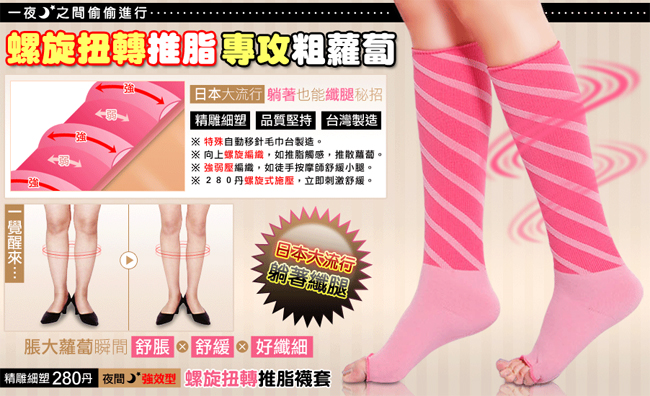 一夜之間偷偷進行
螺旋扭轉推脂專攻粗蘿蔔
強
弱
強
弱
強
日本大流行 躺著也能纖腿秘招
精雕細塑 品質堅持 台灣製造
※ 特殊自動移針毛巾台製造。
※ 向上螺旋編織，如推脂觸感，推散蘿蔔。
※ 強弱壓編織，如徒手按摩師舒緩小腿。
※ 280丹螺旋式施壓，立即刺激舒緩。
一覺醒來…
日本大流行
躺著纖腿
脹大蘿蔔瞬間 舒脹 × 舒緩 × 好纖細
精雕細塑280丹 夜間強效型 螺旋扭轉推脂襪套